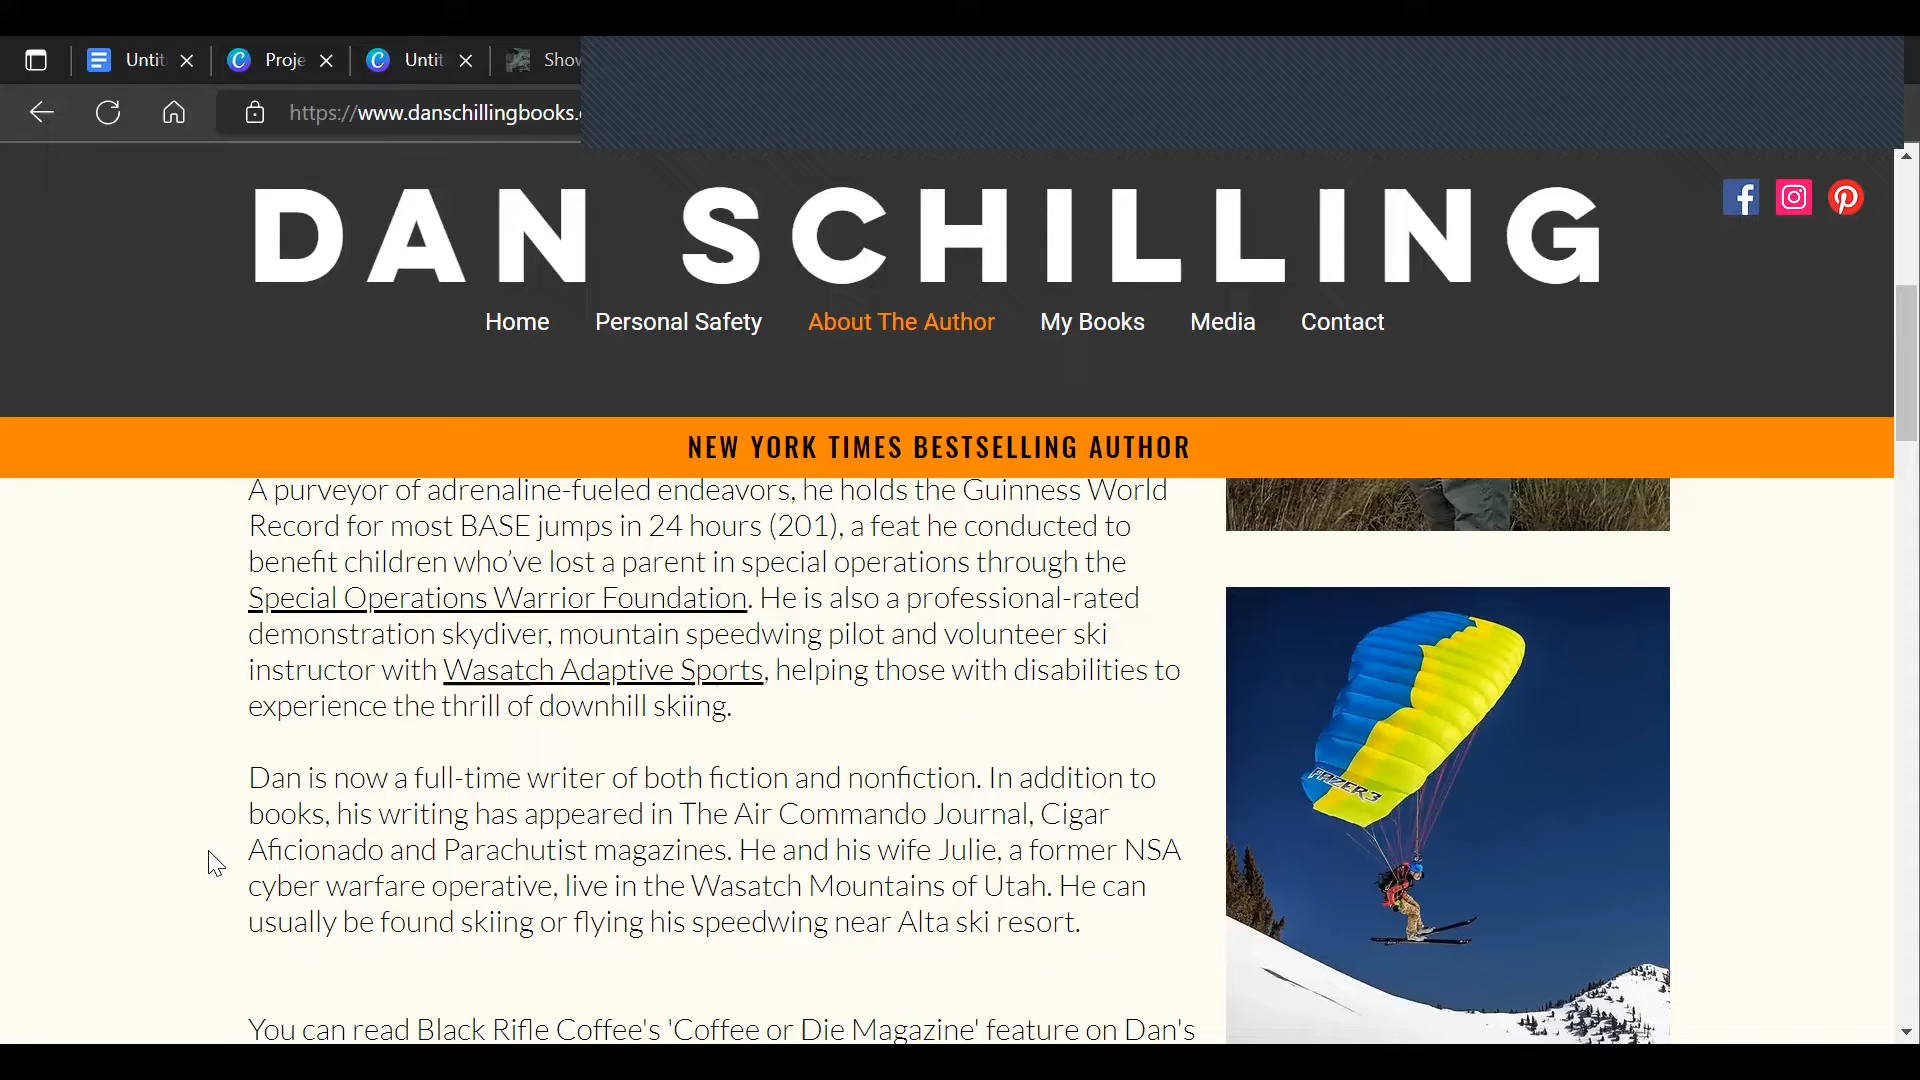 Untit
Proje
Untit
Show
https://www.danschillingbooks.
DAN SCHILLING
Home
Personal Safety
About The Author
My Books
Media
Contact
NEW YORK TIMES BESTSELLING AUTHOR
A purveyor of adrenaline-fueled endeavors, he holds the Guinness World
Record for most BASE jumps in 24 hours (201), a feat he conducted to
benefit children who’ve lost a parent in special operations through the
Special Operations Warrior Foundation. He is also a professional-rated
demonstration skydiver, mountain speedwing pilot and volunteer ski
instructor with Wasatch Adaptive Sports, helping those with disabilities to
experience the thrill of downhill skiing.
Dan is now a full-time writer of both fiction and nonfiction. In addition to
books, his writing has appeared in The Air Commando Journal, Cigar
Aficionado and Parachutist magazines. He and his wife Julie, a former NSA
cyber warfare operative, live in the Wasatch Mountains of Utah. He can
usually be found skiing or flying his speedwing near Alta ski resort.
You can read Black Rifle Coffee's 'Coffee or Die Magazine' feature on Dan's